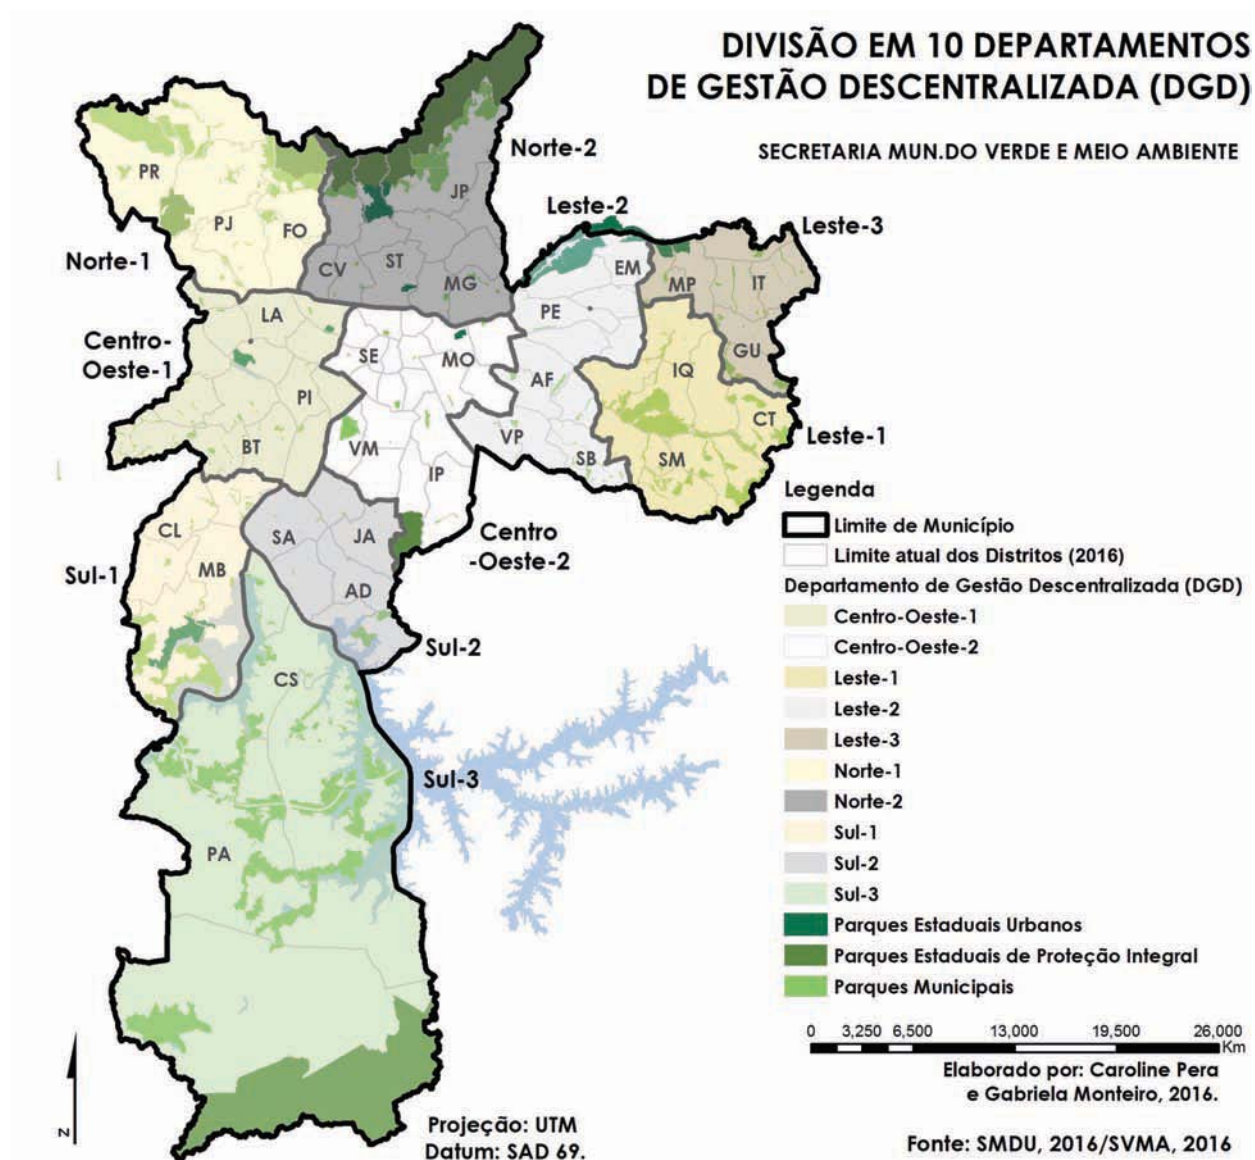 DIVISÃO EM 10 DEPARTAMENTOS
DE GESTÃO DESCENTRALIZADA (DGD)
SECRETARIA MUN.DO VERDE E MEIO AMBIENTE
Norte-2
Leste-2
Leste-3
PR
JP
PJ
FO
Norte-1
CV
ST
MG
EM
MP
IT
PE
LA
Centro-
Oeste-1
SE
MO
GU
IQ
AF
PI
CT
BT
VM
VP
Leste-1
IP
SB
SM
Legenda
CL
SA
JA
Centro
-Oeste-2
Limite de Município
Limite atual dos Distritos (2016)
Sul-1
MB
AD
Departamento de Gestão Descentralizada (DGD)
Centro-Oeste-1
Sul-2
Centro-Oeste-2
CS
Leste-1
Leste-2
Leste-3
Norte-1
Sul-3
Norte-2
Sul-1
PA
Sul-2
Sul-3
Parques Estaduais Urbanos
Parques Estaduais de Proteção Integral
Parques Municipais
0 3,250 6,500 13,000 19,500 26,000
Km
Elaborado por: Caroline Pera
e Gabriela Monteiro, 2016.
N
Projeção: UTM
Datum: SAD 69.
Fonte: SMDU, 2016/SVMA, 2016